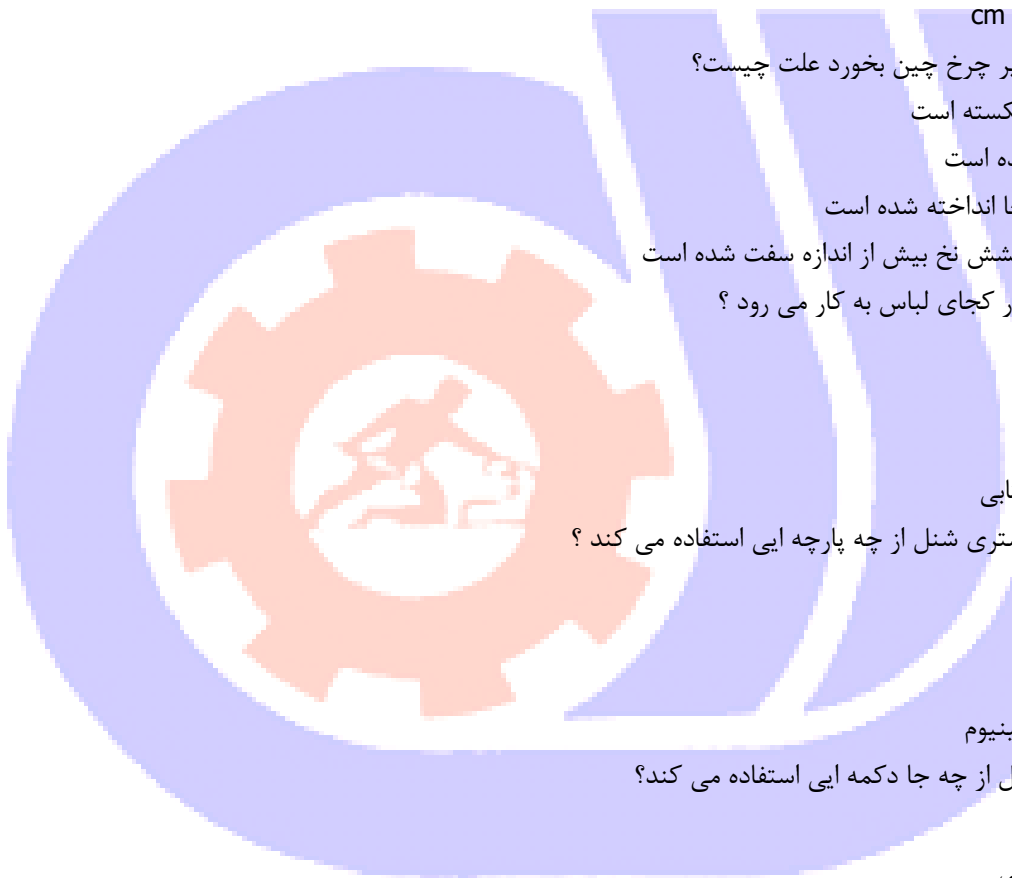 cm
یر چرخ چین بخورد علت چیست؟
کسته است
ده است
ا انداخته شده است
شش نخ بیش از اندازه سفت شده است
ر کجای لباس به کار می رود ؟
ابی
ستری شنل از چه پارچه ایی استفاده می کند ؟
ینیوم
ل از چه جا دکمه ایی استفاده می کند؟